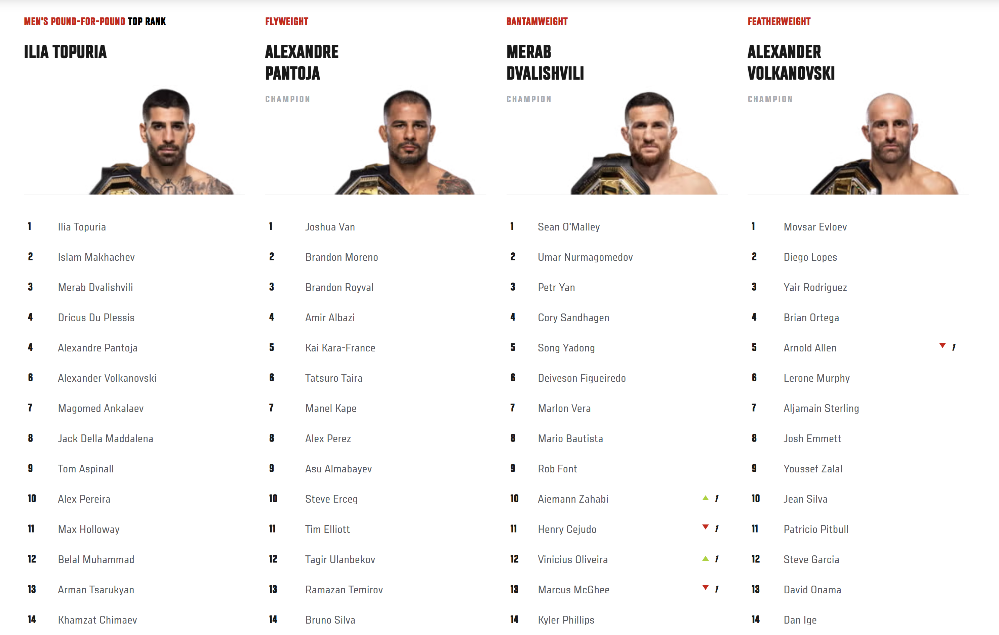 MEN'S POUND-FOR-POUND TOP RANK
ILIA TOPURIA
1 Ilia Topuria
2 Islam Makhachev
3 Merab Dvalishvili
4 Dricus Du Plessis
4 Alexandre Pantoja
6 Alexander Volkanovski
7 Magomed Ankalaev
8 Jack Della Maddalena
9 Tom Aspinall
10 Alex Pereira
11 Max Holloway
12 Belal Muhammad
13 Arman Tsarukyan
14 Khamzat Chimaev
FLYWEIGHT
ALEXANDRE
PANTOJA
CHAMPION
1 Joshua Van
2 Brandon Moreno
3 Brandon Royval
4 Amir Albazi
5 Kai Kara-France
6 Tatsuro Taira
7 Manel Kape
8 Alex Perez
9 Asu Almabayev
10 Steve Erceg
11 Tim Elliott
12 Tagir Ulanbekov
13 Ramazan Temirov
14 Bruno Silva
BANTAMWEIGHT
MERAB
DVALISHVILI
CHAMPION
1 Sean O'Malley
2 Umar Nurmagomedov
3 Petr Yan
4 Cory Sandhagen
5 Song Yadong
6 Deiveson Figueiredo
7 Marlon Vera
8 Mario Bautista
9 Rob Font
10 Aiemann Zahabi 1
11 Henry Cejudo 1
12 Vinicius Oliveira 1
13 Marcus McGhee 1
14 Kyler Phillips
FEATHERWEIGHT
ALEXANDER
VOLKANOVSKI
CHAMPION
1 Movsar Evloev
2 Diego Lopes
3 Yair Rodriguez
4 Brian Ortega
5 Arnold Allen 1
6 Lerone Murphy
7 Aljamain Sterling
8 Josh Emmett
9 Youssef Zalal
10 Jean Silva
11 Patricio Pitbull
12 Steve Garcia
13 David Onama
14 Dan Ige